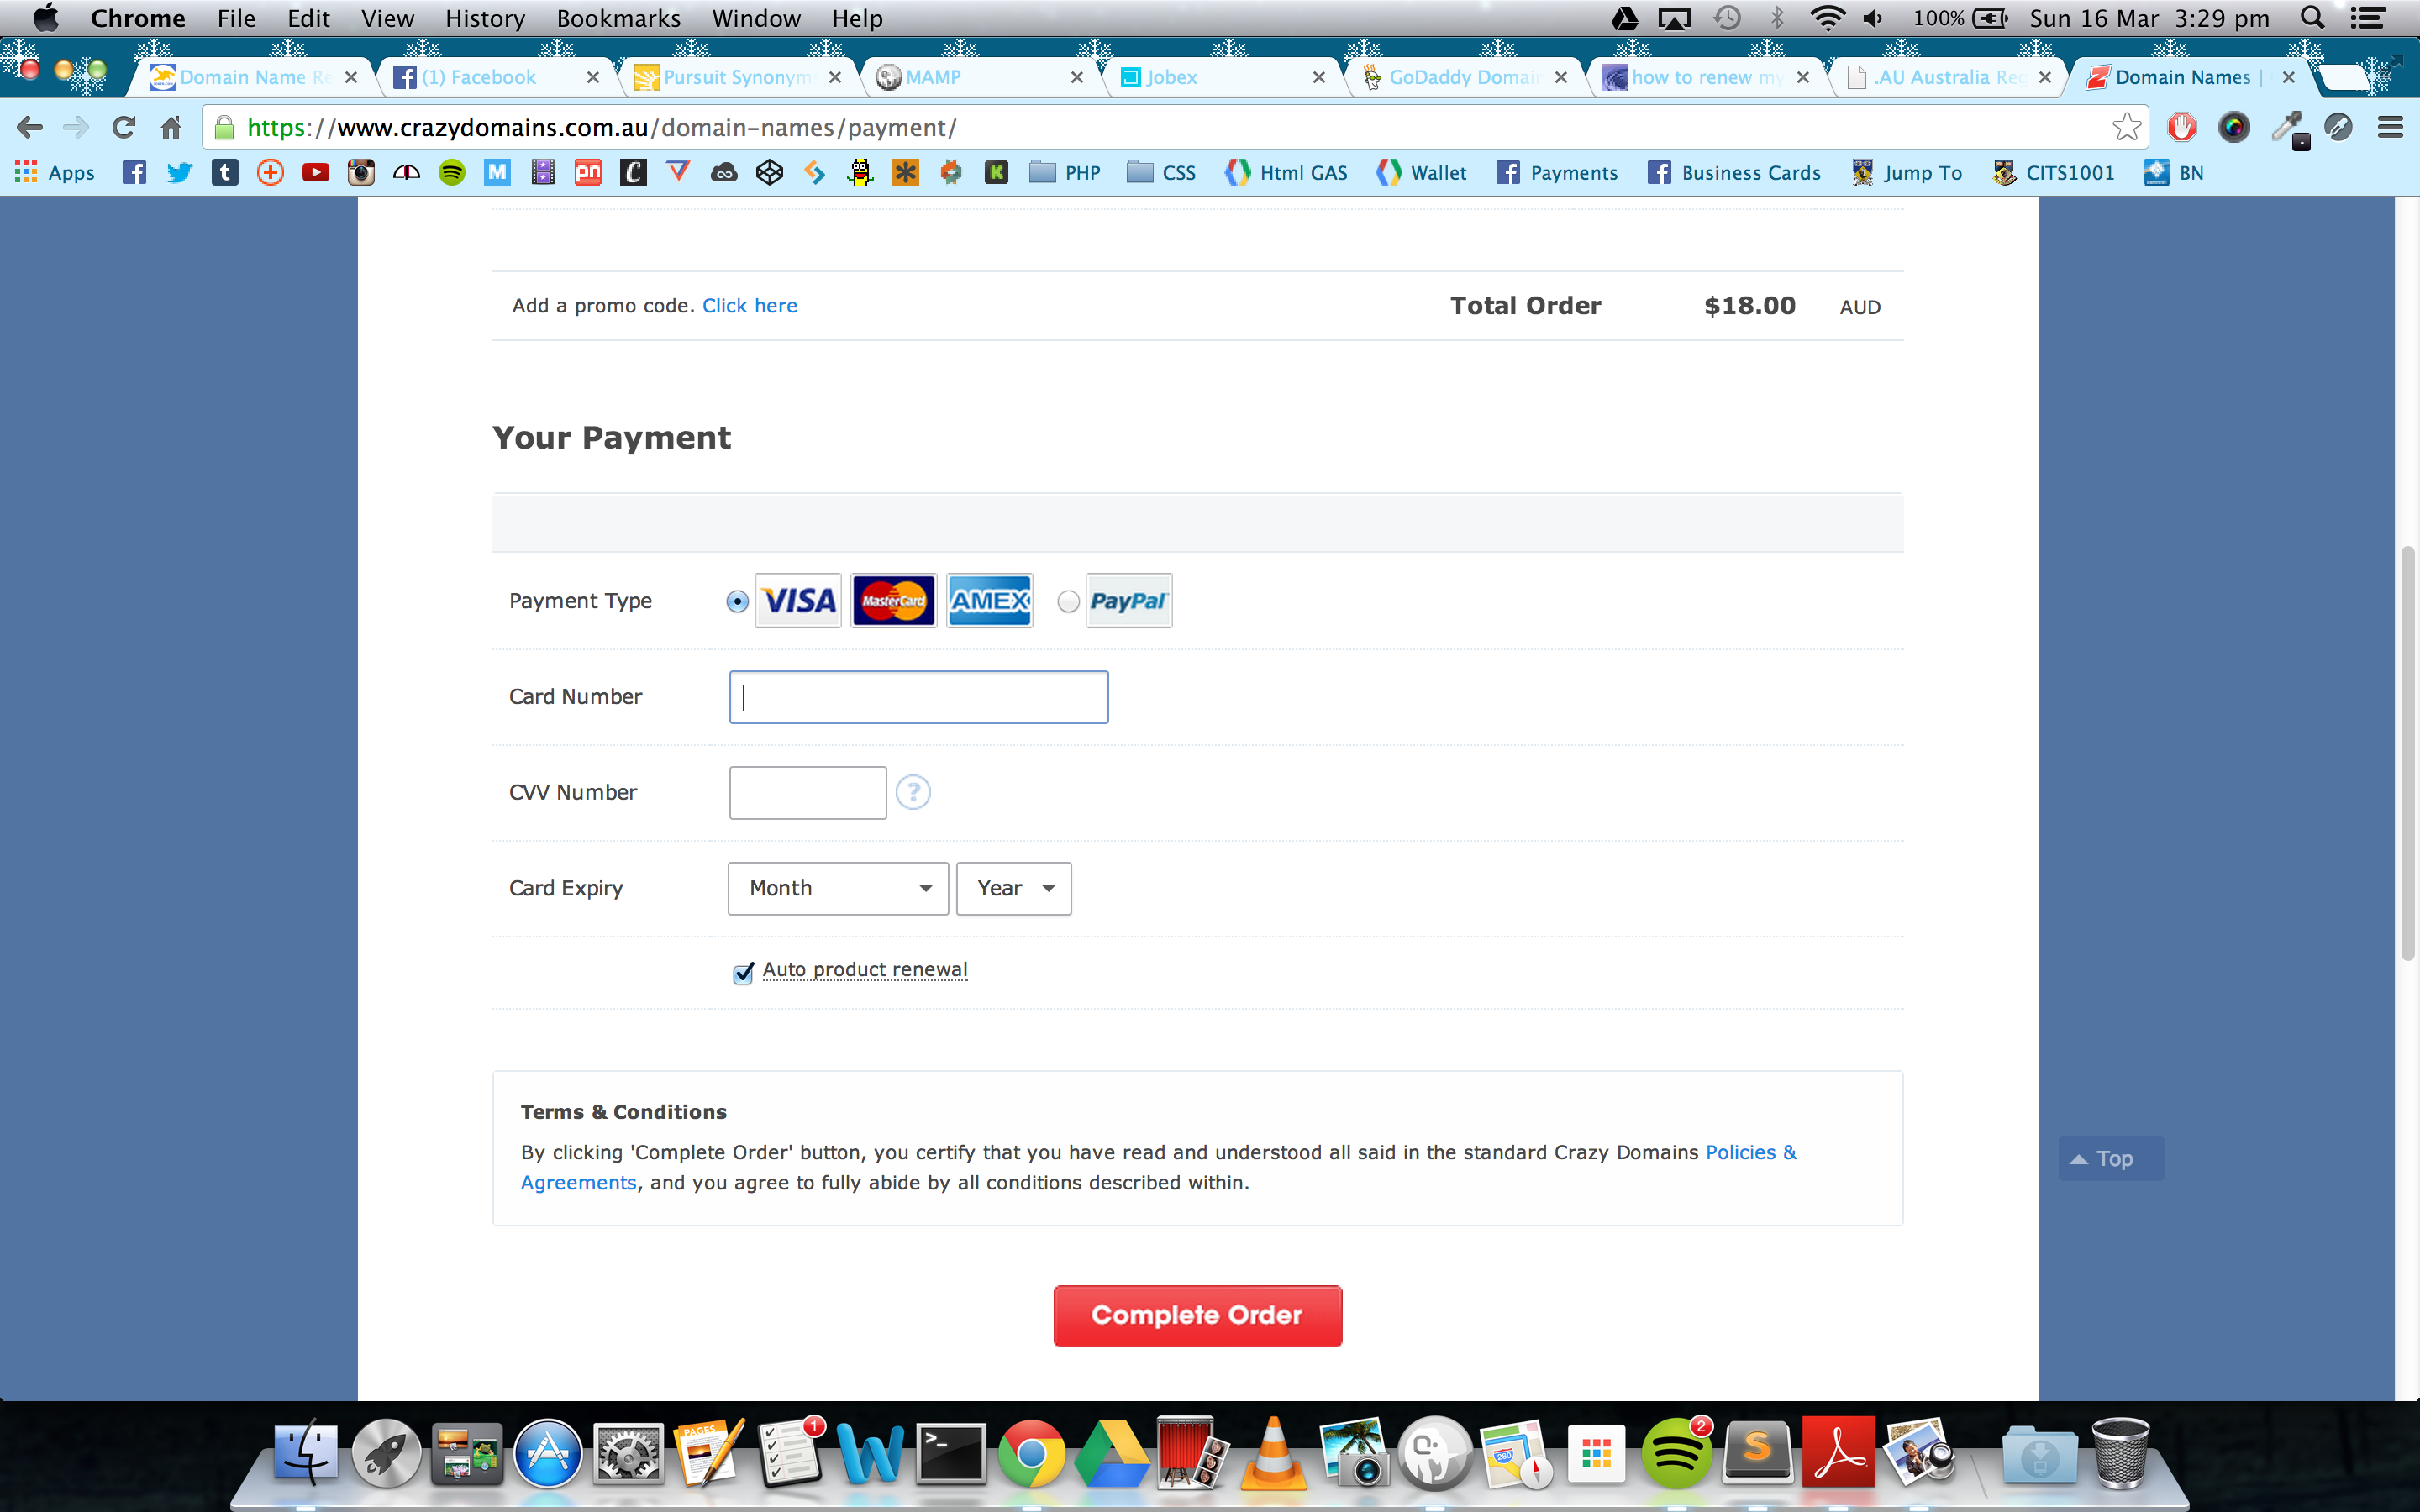 Chrome File Edit View History Bookmarks Window Help 100% Sun 16 Mar 3:29 pm
Domain Name Re (1) Facebook Pursuit Synonym MAMP Jobex GoDaddy Domain how to renew my .AU Australia Reg Domain Names |
https://www.crazydomains.com.au/domain-names/payment/
Apps PHP CSS Html GAS Wallet Payments Business Cards Jump To CITS1001 BN
Add a promo code. Click here Total Order $18.00 AUD
Your Payment
Payment Type VISA MasterCard AMEX PayPal
Card Number
CVV Number ?
Card Expiry Month Year
Auto product renewal
Terms & Conditions
By clicking 'Complete Order' button, you certify that you have read and understood all said in the standard Crazy Domains Policies &
Agreements, and you agree to fully abide by all conditions described within.
Top
Complete Order
PAGES 1 280 2